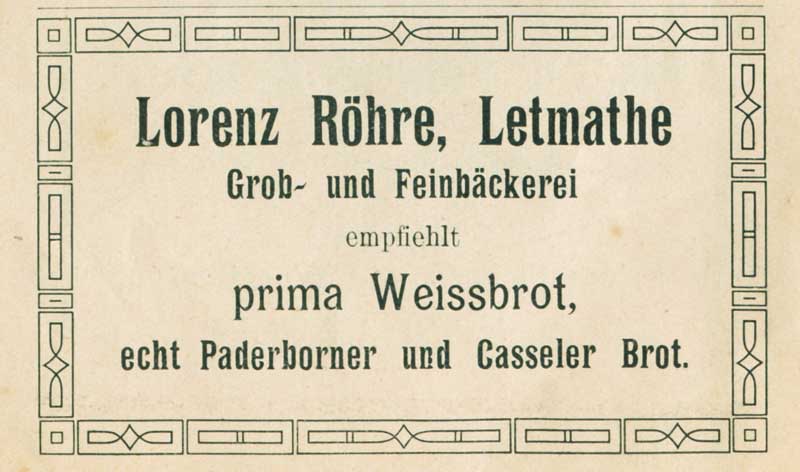 Lorenz Röhre, Letmathe
Grob- und Feinbäckerei
empfiehlt
prima Weissbrot,
echt Paderborner und Casseler Brot.